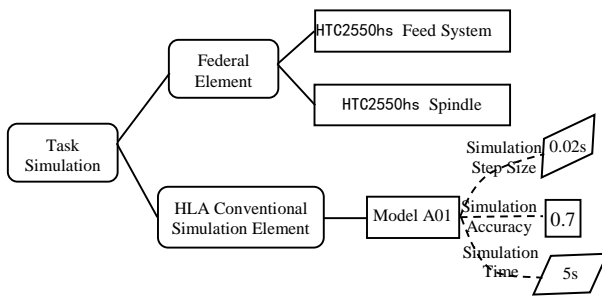 HTC2550hs Feed System
Federal
Element
HTC2550hs Spindle
Task
Simulation
Simulation
Step Size
0.02s
HLA Conventional
Simulation Element
Model A01
Simulation
Accuracy
0.7
Simulation
Time
5s